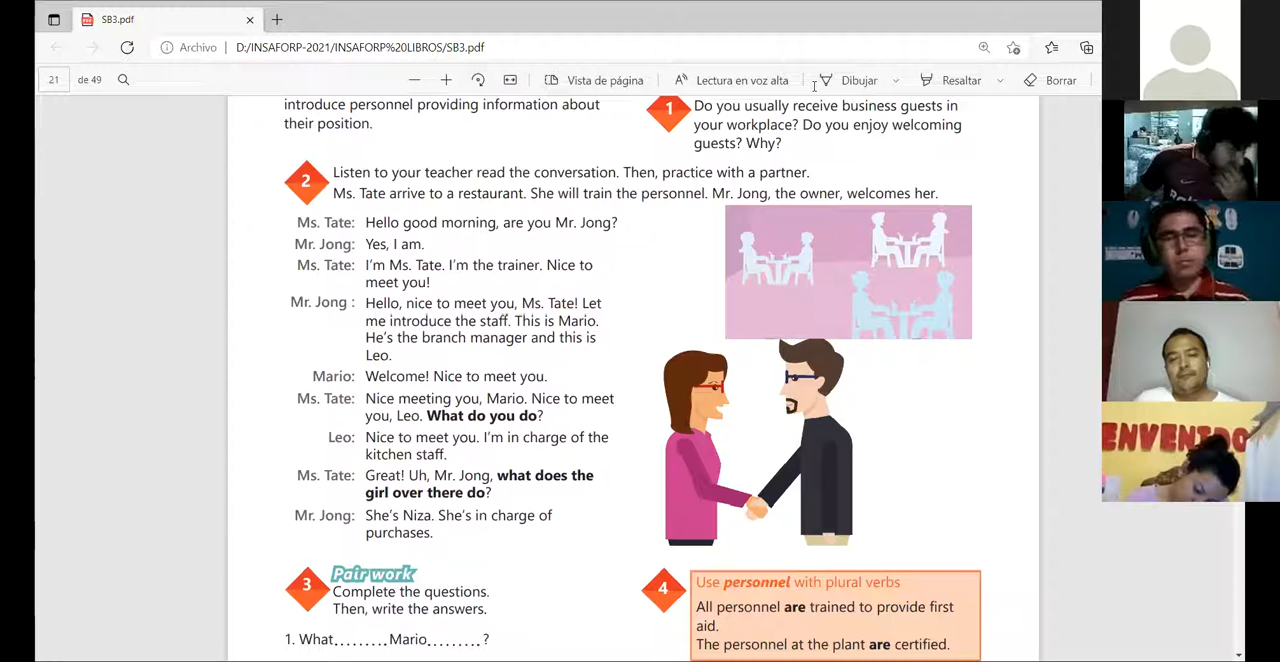 SB3.pdf
Archivo D:/INSAFORP-2021/INSAFORP%20LIBROS/SB3.pdf
21 de 49 Vista de página Lectura en voz alta Dibujar Resaltar Borrar
introduce personnel providing information about
their position.
1
Do you usually receive business guests in
your workplace? Do you enjoy welcoming
guests? Why?
2
Listen to your teacher read the conversation. Then, practice with a partner.
Ms. Tate arrive to a restaurant. She will train the personnel. Mr. Jong, the owner, welcomes her.
Ms. Tate: Hello good morning, are you Mr. Jong?
Mr. Jong: Yes, I am.
Ms. Tate: I'm Ms. Tate. I'm the trainer. Nice to
meet you!
Mr. Jong : Hello, nice to meet you, Ms. Tate! Let
me introduce the staff. This is Mario.
He's the branch manager and this is
Leo.
Mario: Welcome! Nice to meet you.
Ms. Tate: Nice meeting you, Mario. Nice to meet
you, Leo. What do you do?
Leo: Nice to meet you. I'm in charge of the
kitchen staff.
Ms. Tate: Great! Uh, Mr. Jong, what does the
girl over there do?
Mr. Jong: She's Niza. She's in charge of
purchases.
3
Pair work
Complete the questions.
Then, write the answers.
1. What......... Mario......... ?
4
Use personnel with plural verbs
All personnel are trained to provide first
aid.
The personnel at the plant are certified.
ENVENIDO